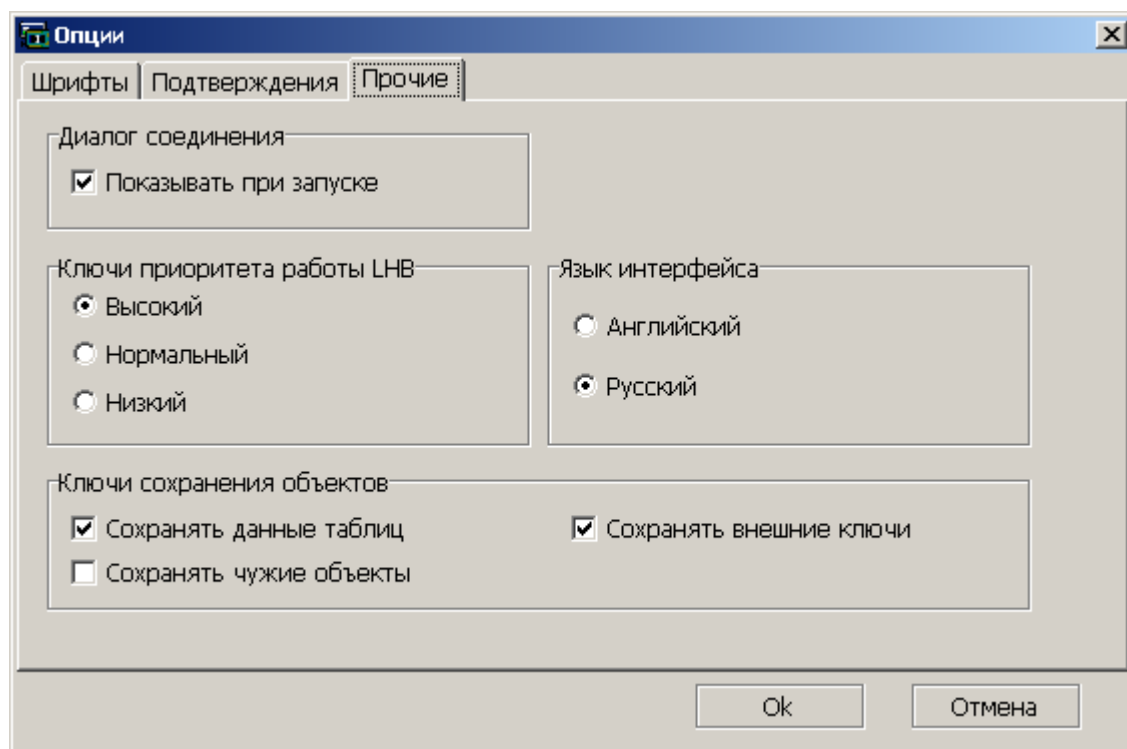 Опции
Шрифты Подтверждения Прочие
Диалог соединения
Показывать при запуске
Ключи приоритета работы LHB
Высокий
Нормальный
Низкий
Язык интерфейса
Английский
Русский
Ключи сохранения объектов
Сохранять данные таблиц Сохранять внешние ключи
Сохранять чужие объекты
Ok Отмена